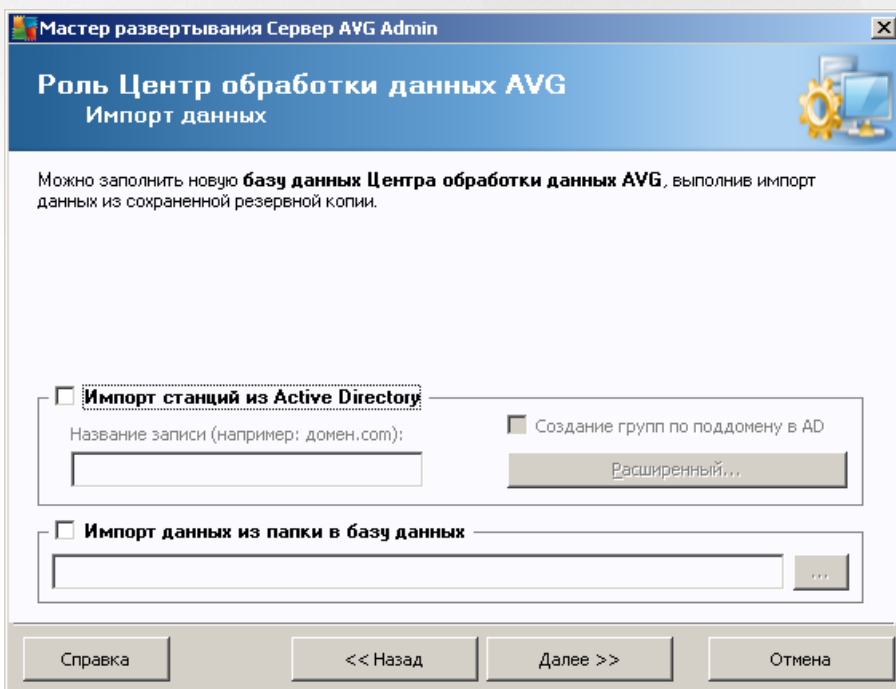 Мастер развертывания Сервер AVG Admin
Роль Центр обработки данных AVG
Импорт данных
Можно заполнить новую базу данных Центра обработки данных AVG, выполнив импорт
данных из сохраненной резервной копии.
Импорт станций из Active Directory
Название записи (например: домен.com):
Создание групп по поддомену в AD
Расширенный...
Импорт данных из папки в базу данных
...
Справка
<< Назад
Далее >>
Отмена